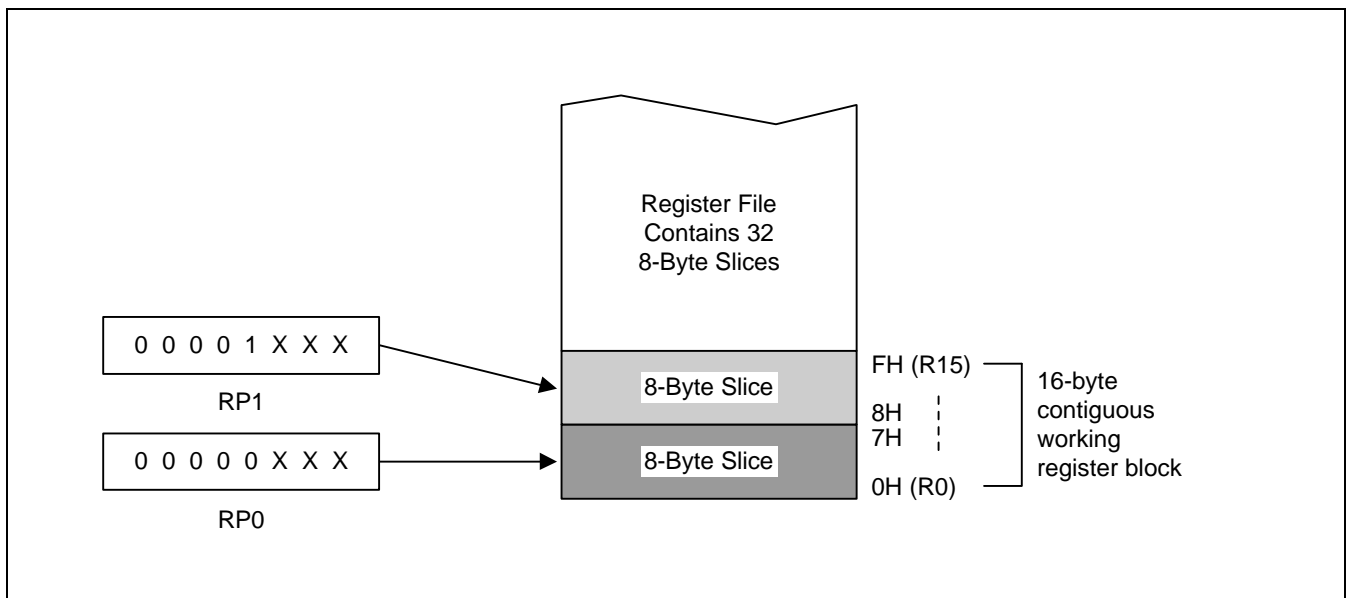 Register File
Contains 32
8-Byte Slices
0 0 0 0 1 X X X
RP1
0 0 0 0 0 X X X
RP0
8-Byte Slice
8-Byte Slice
FH (R15)
8H
7H
0H (R0)
16-byte
contiguous
working
register block